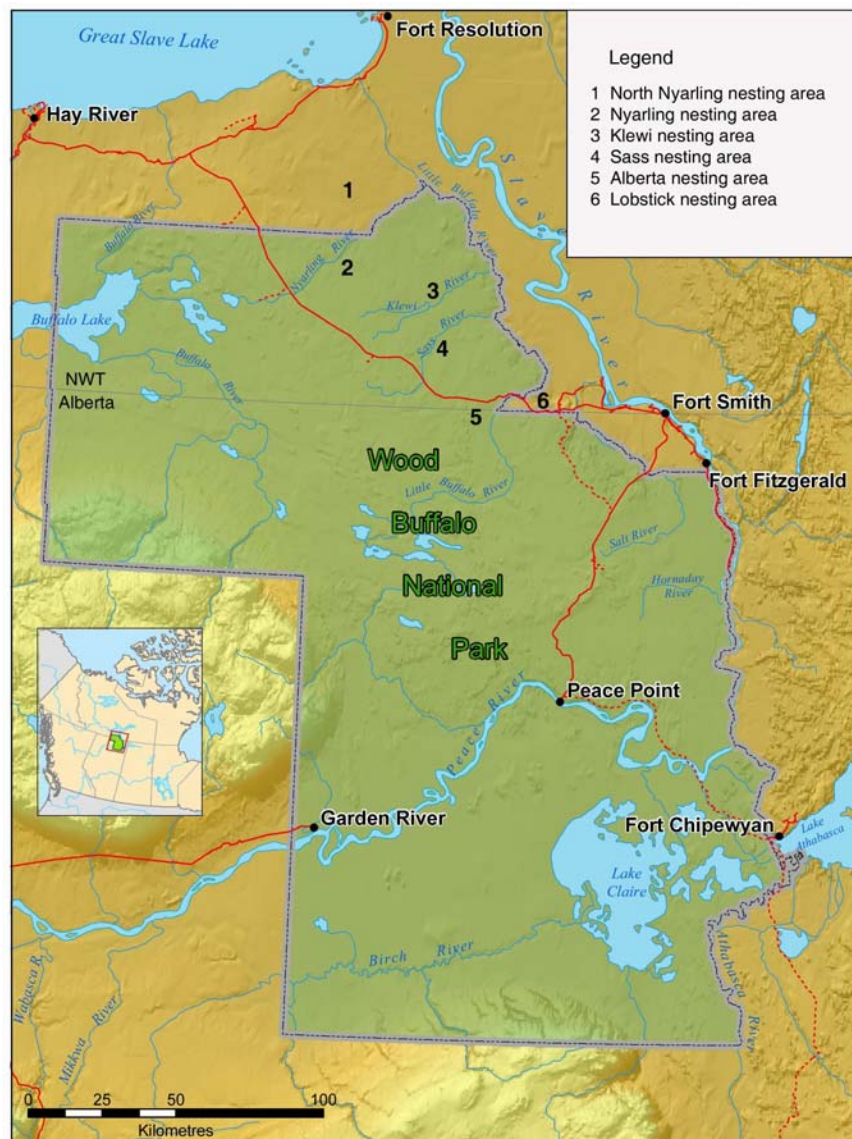 Great Slave Lake
Fort Resolution
Hay River
Legend
1 North Nyarling nesting area
2 Nyarling nesting area
3 Klewi nesting area
4 Sass nesting area
5 Alberta nesting area
6 Lobstick nesting area
Slave River
1
Little Buffalo River
Buffalo River
Nyarling River
2
3
Klewi River
Buffalo Lake
Sass River
4
Buffalo River
NWT
Alberta
5
6
Fort Smith
Fort Fitzgerald
Wood
Buffalo
National
Park
Little Buffalo River
Salt River
Hornaday
River
Peace Point
Peace River
Garden River
Fort Chipewyan
Lake
Athabasca
Lake
Claire
Birch River
Athabasca River
Wabasca R.
Mikkwa River
0 25 50 100
Kilometres